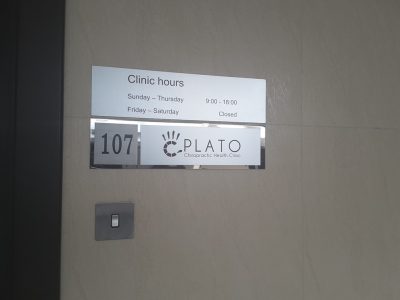 Clinic hours
Sunday – Thursday 9:00 - 18:00
Friday – Saturday Closed
107 PLATO
Chiropractic Health Clinic